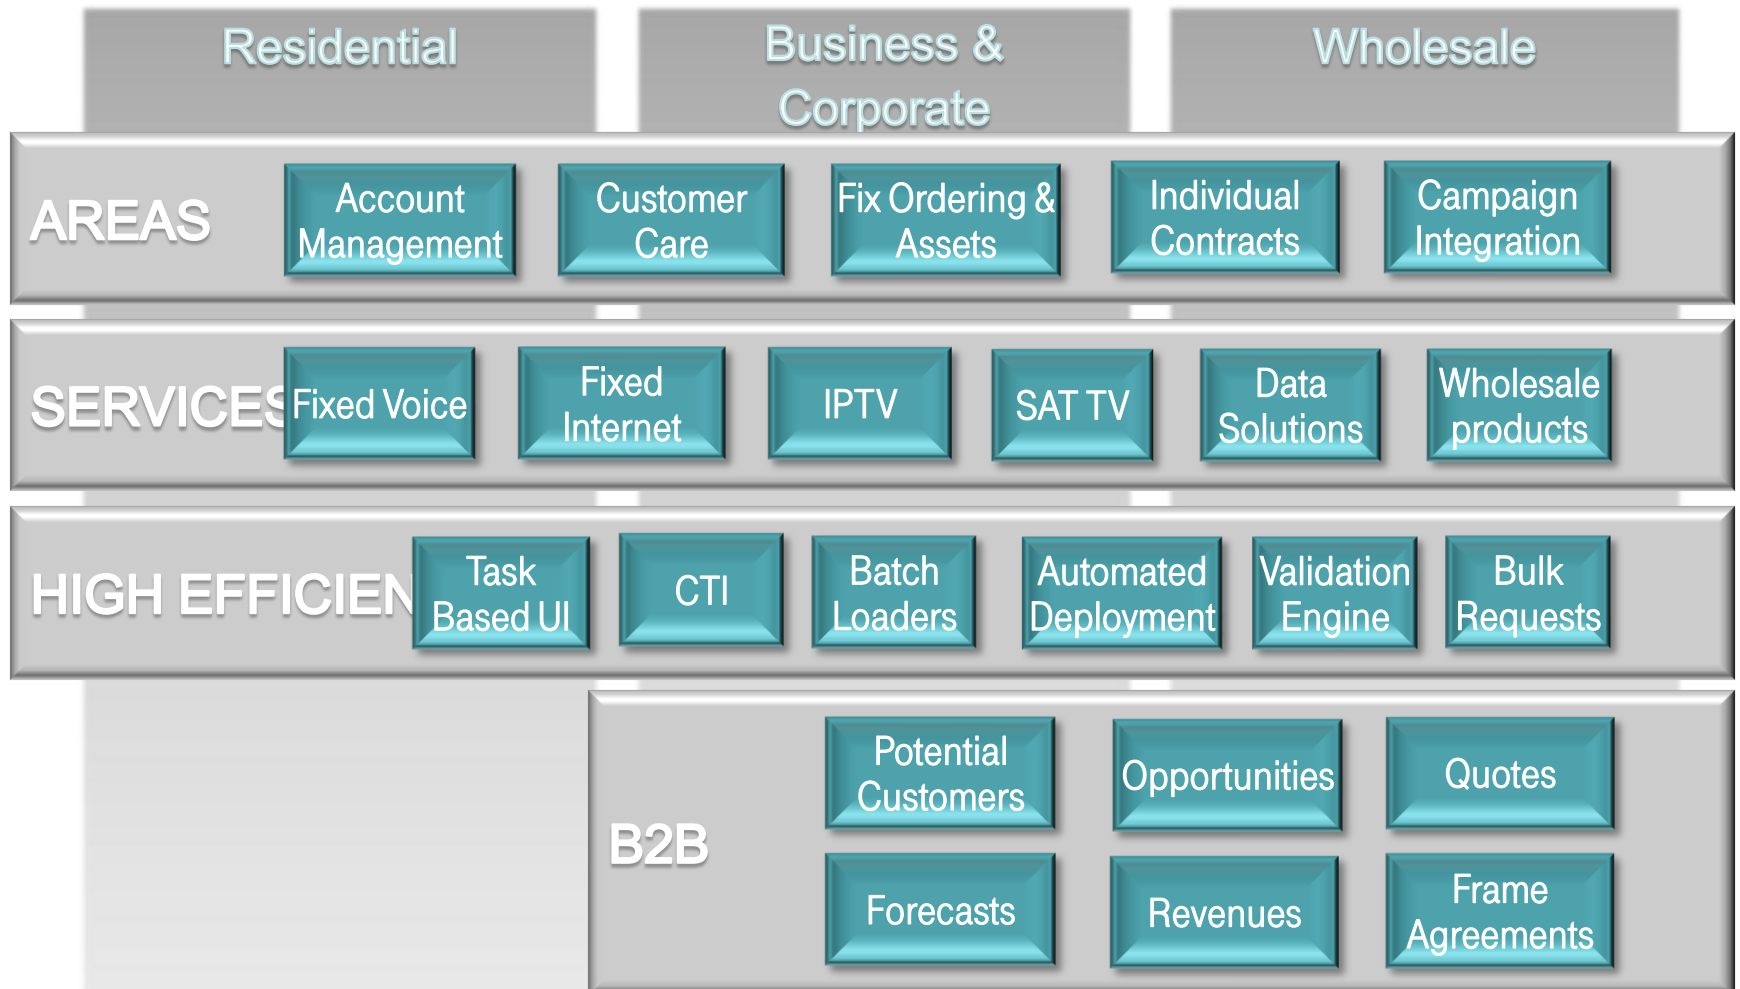 Residential
Business &
Corporate
Wholesale
AREAS
Account
Management
Customer
Care
Fix Ordering &
Assets
Individual
Contracts
Campaign
Integration
SERVICES
Fixed Voice
Fixed
Internet
IPTV
SAT TV
Data
Solutions
Wholesale
products
HIGH EFFICIEN
Task
Based UI
CTI
Batch
Loaders
Automated
Deployment
Validation
Engine
Bulk
Requests
B2B
Potential
Customers
Opportunities
Quotes
Forecasts
Revenues
Frame
Agreements